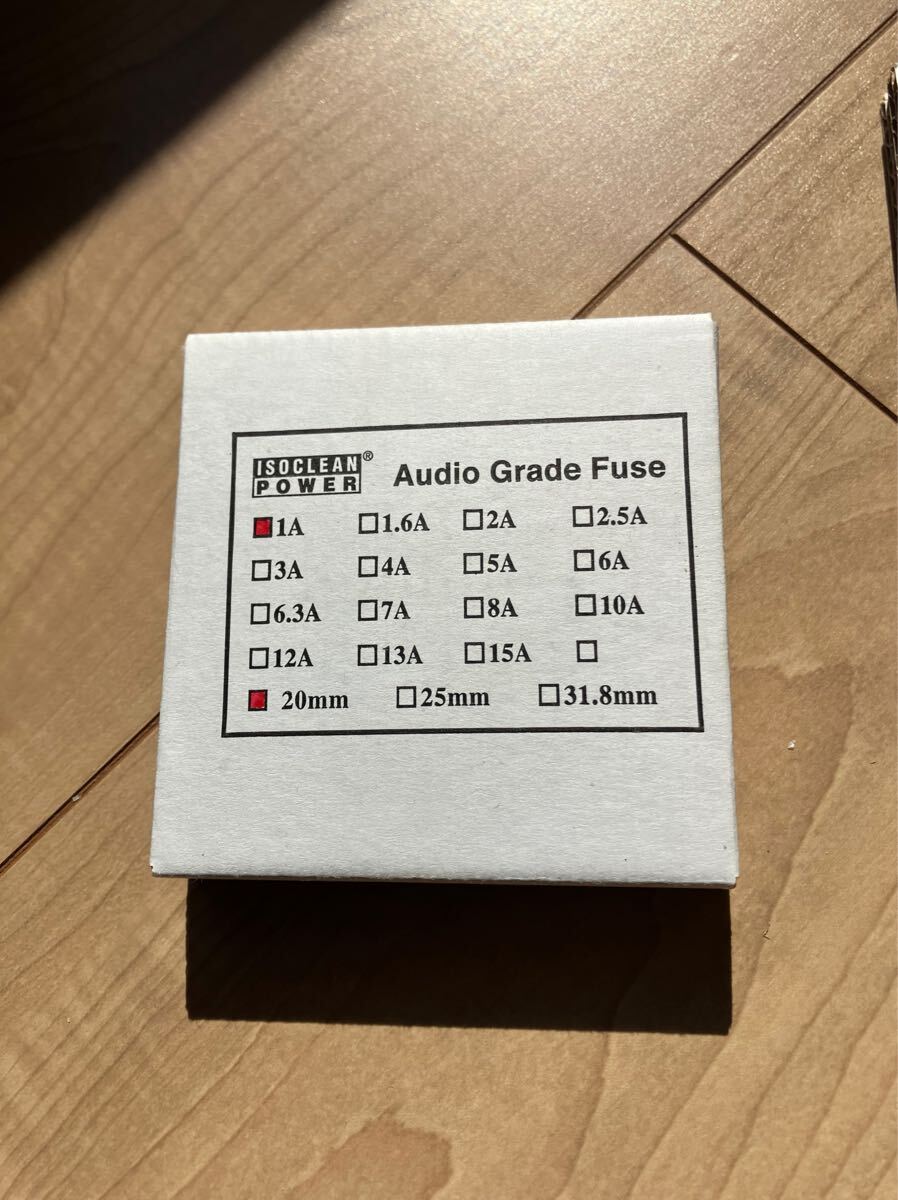 ISOCLEAN POWER® Audio Grade Fuse
■1A □1.6A □2A □2.5A
□3A □4A □5A □6A
□6.3A □7A □8A □10A
□12A □13A □15A □
■ 20mm □25mm □31.8mm